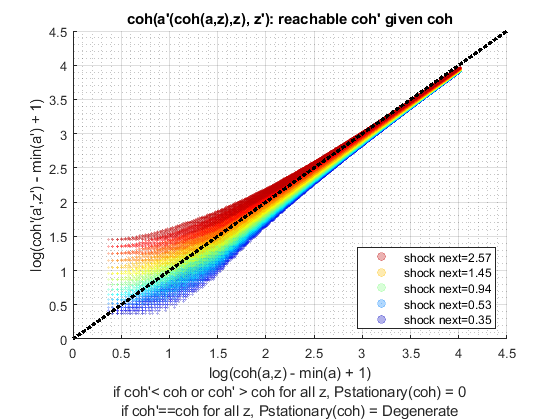 coh(a'(coh(a,z),z), z'): reachable coh' given coh
log(coh'(a',z') - min(a') + 1)
4.5
4
3.5
3
2.5
2
1.5
1
0.5
0
0 0.5 1 1.5 2 2.5 3 3.5 4 4.5
shock next=2.57
shock next=1.45
shock next=0.94
shock next=0.53
shock next=0.35
log(coh(a,z) - min(a) + 1)
if coh'< coh or coh' > coh for all z, Pstationary(coh) = 0
if coh'==coh for all z, Pstationary(coh) = Degenerate